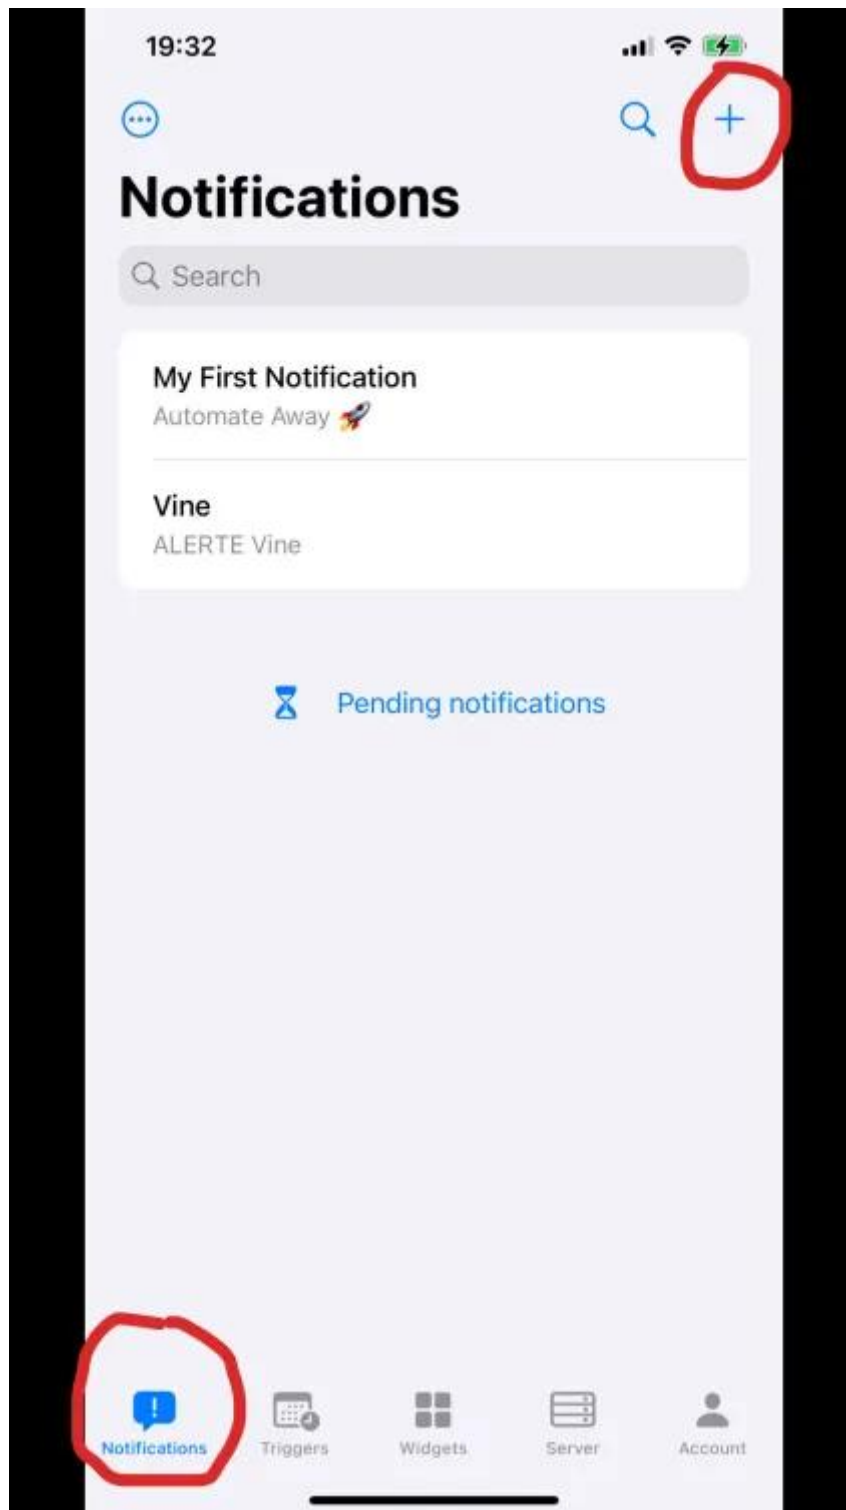 19:32
Notifications
Search
My First Notification
Automate Away 🚀
Vine
ALERTE Vine
Pending notifications
Notifications
Triggers
Widgets
Server
Account